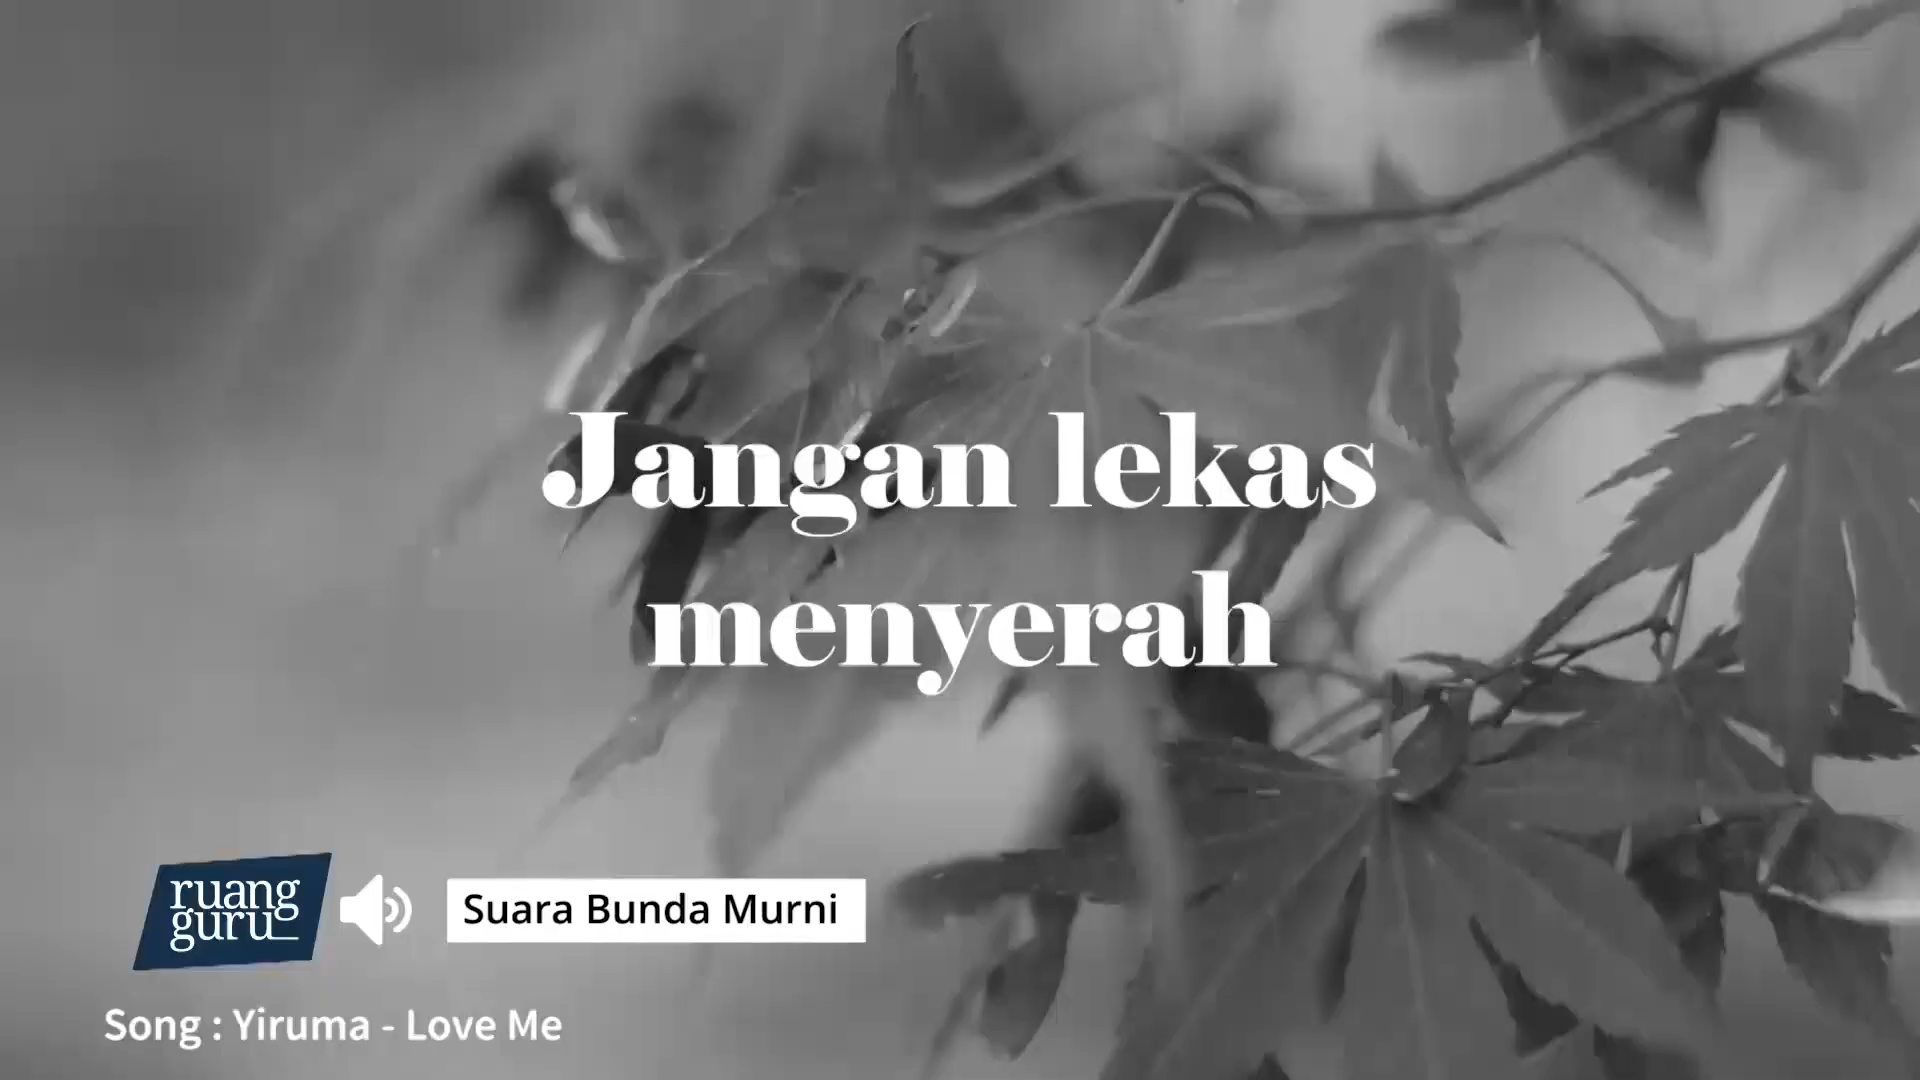 Jangan lekas
menyerah
ruang
guru
Suara Bunda Murni
Song : Yiruma - Love Me